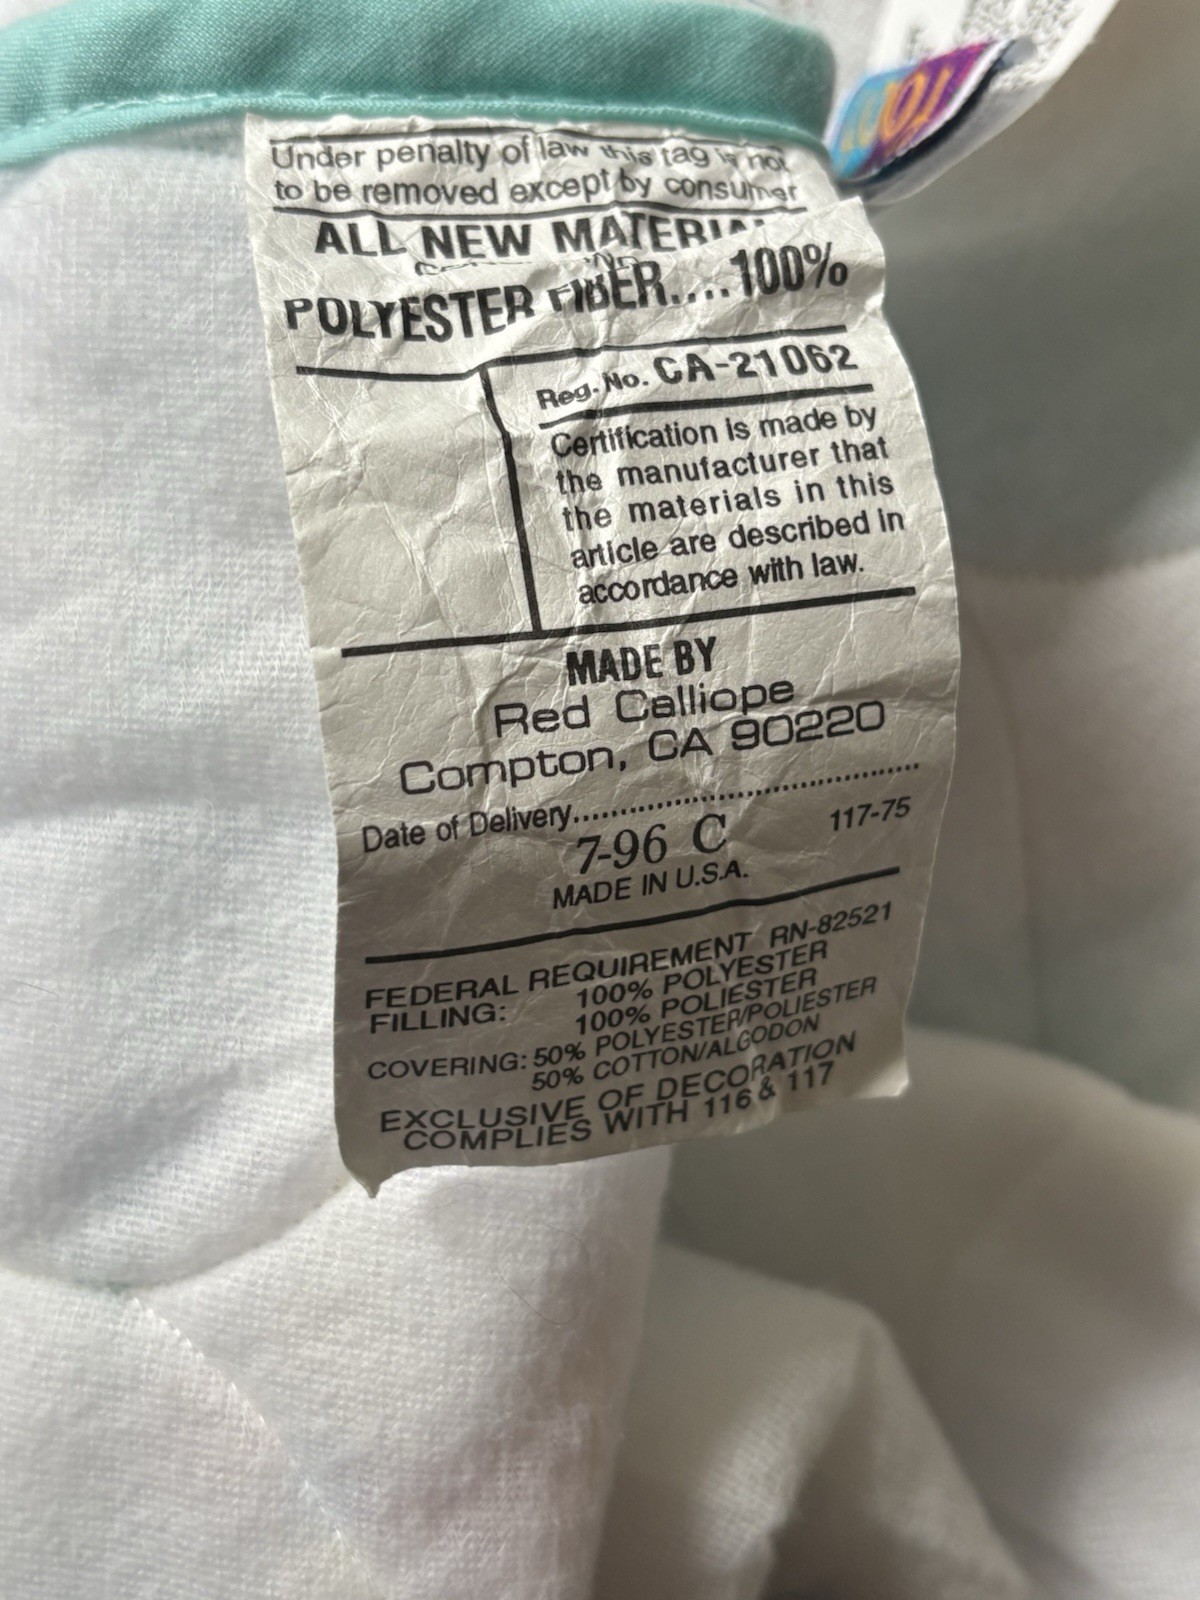 Under penalty of law this tag is not
to be removed except by consumer
ALL NEW MATERIAL
POLYESTER FIBER....100%
Reg. No. CA-21062
Certification is made by
the manufacturer that
the materials in this
article are described in
accordance with law.
MADE BY
Red Calliope
Compton, CA 90220
Date of Delivery........................................
7-96 C 117-75
MADE IN U.S.A.
FEDERAL REQUIREMENT RN-82521
FILLING: 100% POLYESTER
100% POLIESTER
COVERING: 50% POLYESTER/POLIESTER
50% COTTON/ALGODON
EXCLUSIVE OF DECORATION
COMPLIES WITH 116 & 117